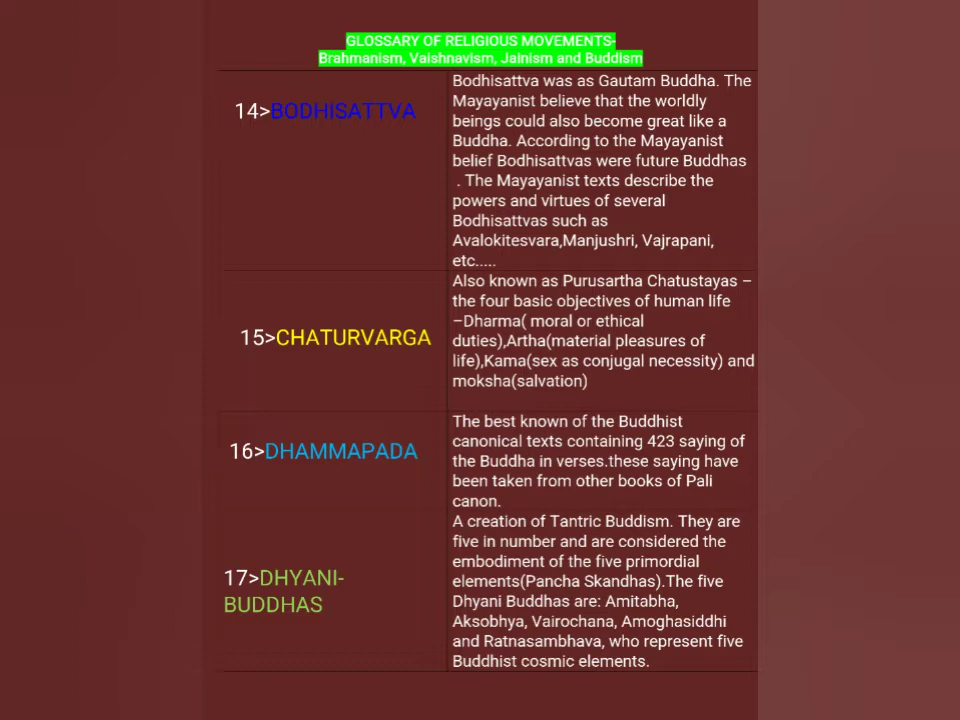 GLOSSARY OF RELIGIOUS MOVEMENTS-
Brahmanism, Vaishnavism, Jainism and Buddism
14>BODHISATTVA
Bodhisattva was as Gautam Buddha. The
Mayayanist believe that the worldly
beings could also become great like a
Buddha. According to the Mayayanist
belief Bodhisattvas were future Buddhas
. The Mayayanist texts describe the
powers and virtues of several
Bodhisattvas such as
Avalokitesvara,Manjushri, Vajrapani,
etc.....
15>CHATURVARGA
Also known as Purusartha Chatustayas –
the four basic objectives of human life
–Dharma( moral or ethical
duties),Artha(material pleasures of
life),Kama(sex as conjugal necessity) and
moksha(salvation)
16>DHAMMAPADA
The best known of the Buddhist
canonical texts containing 423 saying of
the Buddha in verses.these saying have
been taken from other books of Pali
canon.
17>DHYANI-
BUDDHAS
A creation of Tantric Buddism. They are
five in number and are considered the
embodiment of the five primordial
elements(Pancha Skandhas).The five
Dhyani Buddhas are: Amitabha,
Aksobhya, Vairochana, Amoghasiddhi
and Ratnasambhava, who represent five
Buddhist cosmic elements.